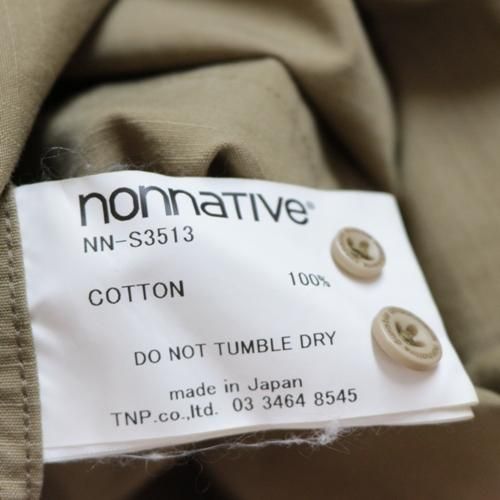 nonnative®
NN-S3513
COTTON 100%
DO NOT TUMBLE DRY
made in Japan
TNP.co.,ltd. 03 3464 8545